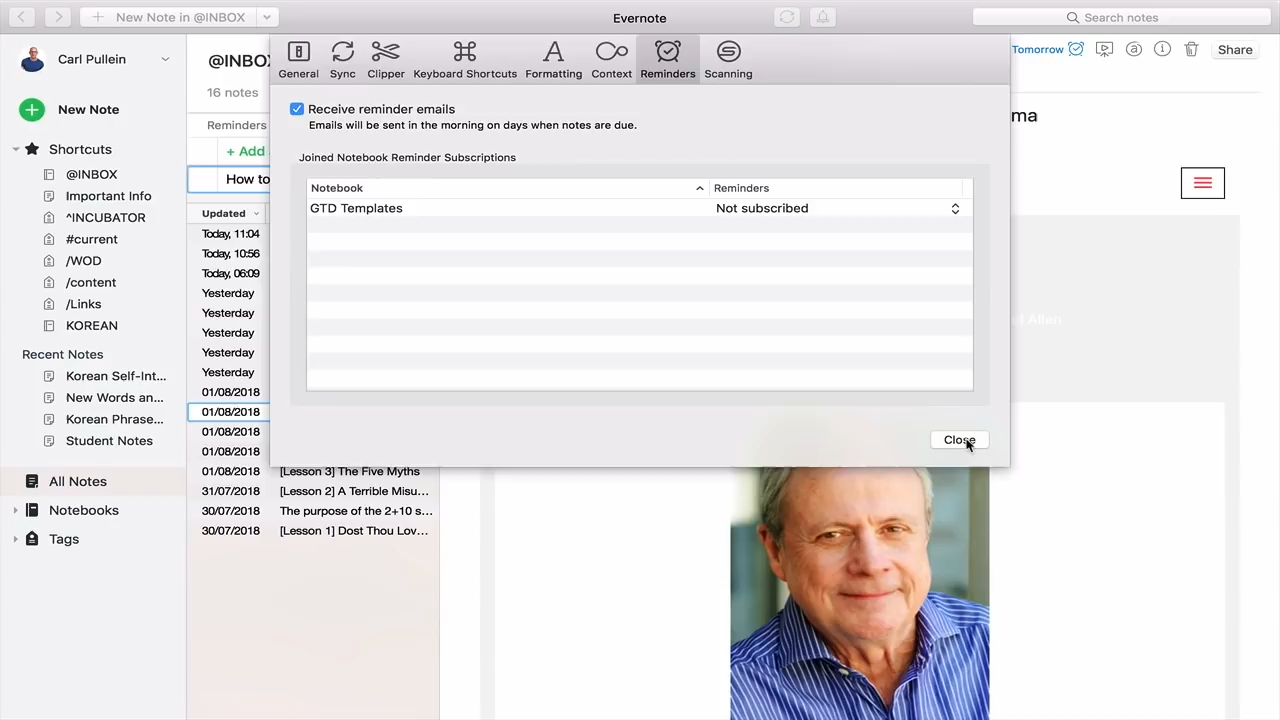 New Note in @INBOX
Evernote
Search notes
Carl Pullein
New Note
Shortcuts
@INBOX
Important Info
^INCUBATOR
#current
/WOD
/content
/Links
KOREAN
Recent Notes
Korean Self-Int...
New Words an...
Korean Phrase...
Student Notes
All Notes
Notebooks
Tags
@INBO
16 notes
Reminders
+ Add
How to
Updated
Today, 11:04
Today, 10:56
Today, 06:09
Yesterday
Yesterday
Yesterday
Yesterday
Yesterday
01/08/2018
01/08/2018
01/08/2018
01/08/2018
01/08/2018 [Lesson 3] The Five Myths
31/07/2018 [Lesson 2] A Terrible Misu...
30/07/2018 The purpose of the 2+10 s...
30/07/2018 [Lesson 1] Dost Thou Lov...
General Sync Clipper Keyboard Shortcuts Formatting Context Reminders Scanning
Receive reminder emails
Emails will be sent in the morning on days when notes are due.
Joined Notebook Reminder Subscriptions
Notebook Reminders
GTD Templates Not subscribed
Close
Tomorrow
Share
ma
Allen